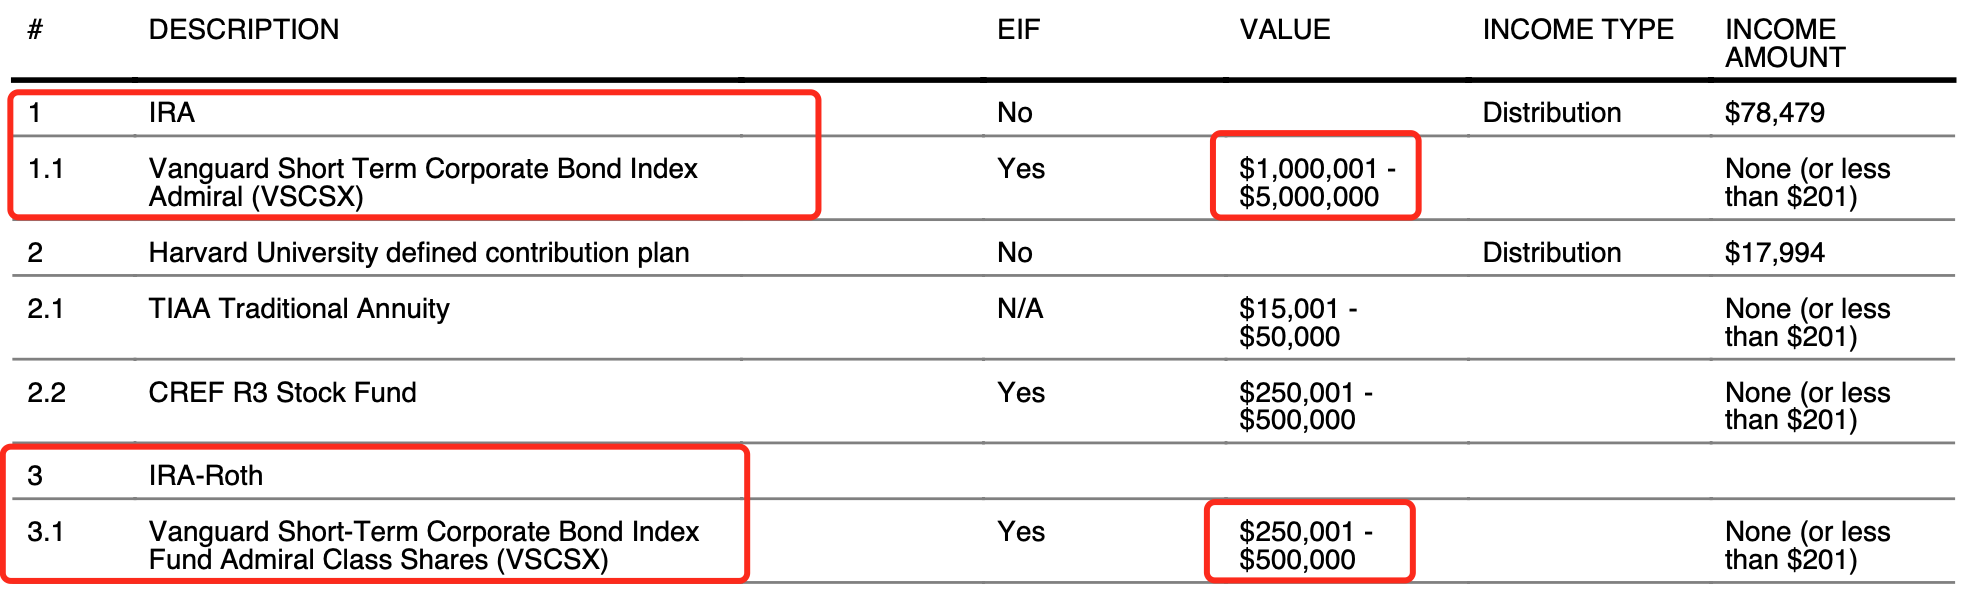 # DESCRIPTION EIF VALUE INCOME TYPE INCOME
AMOUNT
1 IRA No Distribution $78,479
1.1 Vanguard Short Term Corporate Bond Index Yes $1,000,001 - None (or less
Admiral (VSCSX) $5,000,000 than $201)
2 Harvard University defined contribution plan No Distribution $17,994
2.1 TIAA Traditional Annuity N/A $15,001 - None (or less
$50,000 than $201)
2.2 CREF R3 Stock Fund Yes $250,001 - None (or less
$500,000 than $201)
3 IRA-Roth
3.1 Vanguard Short-Term Corporate Bond Index Yes $250,001 - None (or less
Fund Admiral Class Shares (VSCSX) $500,000 than $201)